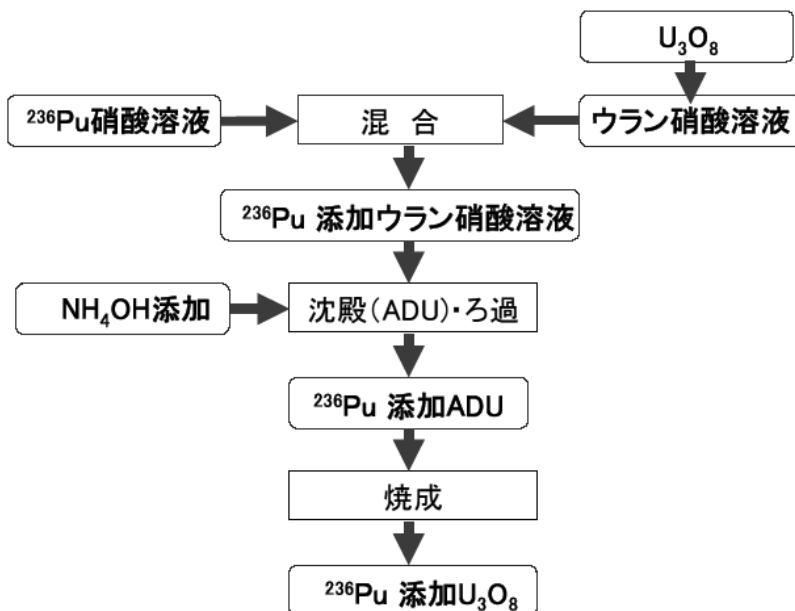 U₃O₈
²³⁶Pu硝酸溶液
混　合
ウラン硝酸溶液
²³⁶Pu 添加ウラン硝酸溶液
NH₄OH添加
沈殿(ADU)・ろ過
²³⁶Pu 添加ADU
焼成
²³⁶Pu 添加U₃O₈